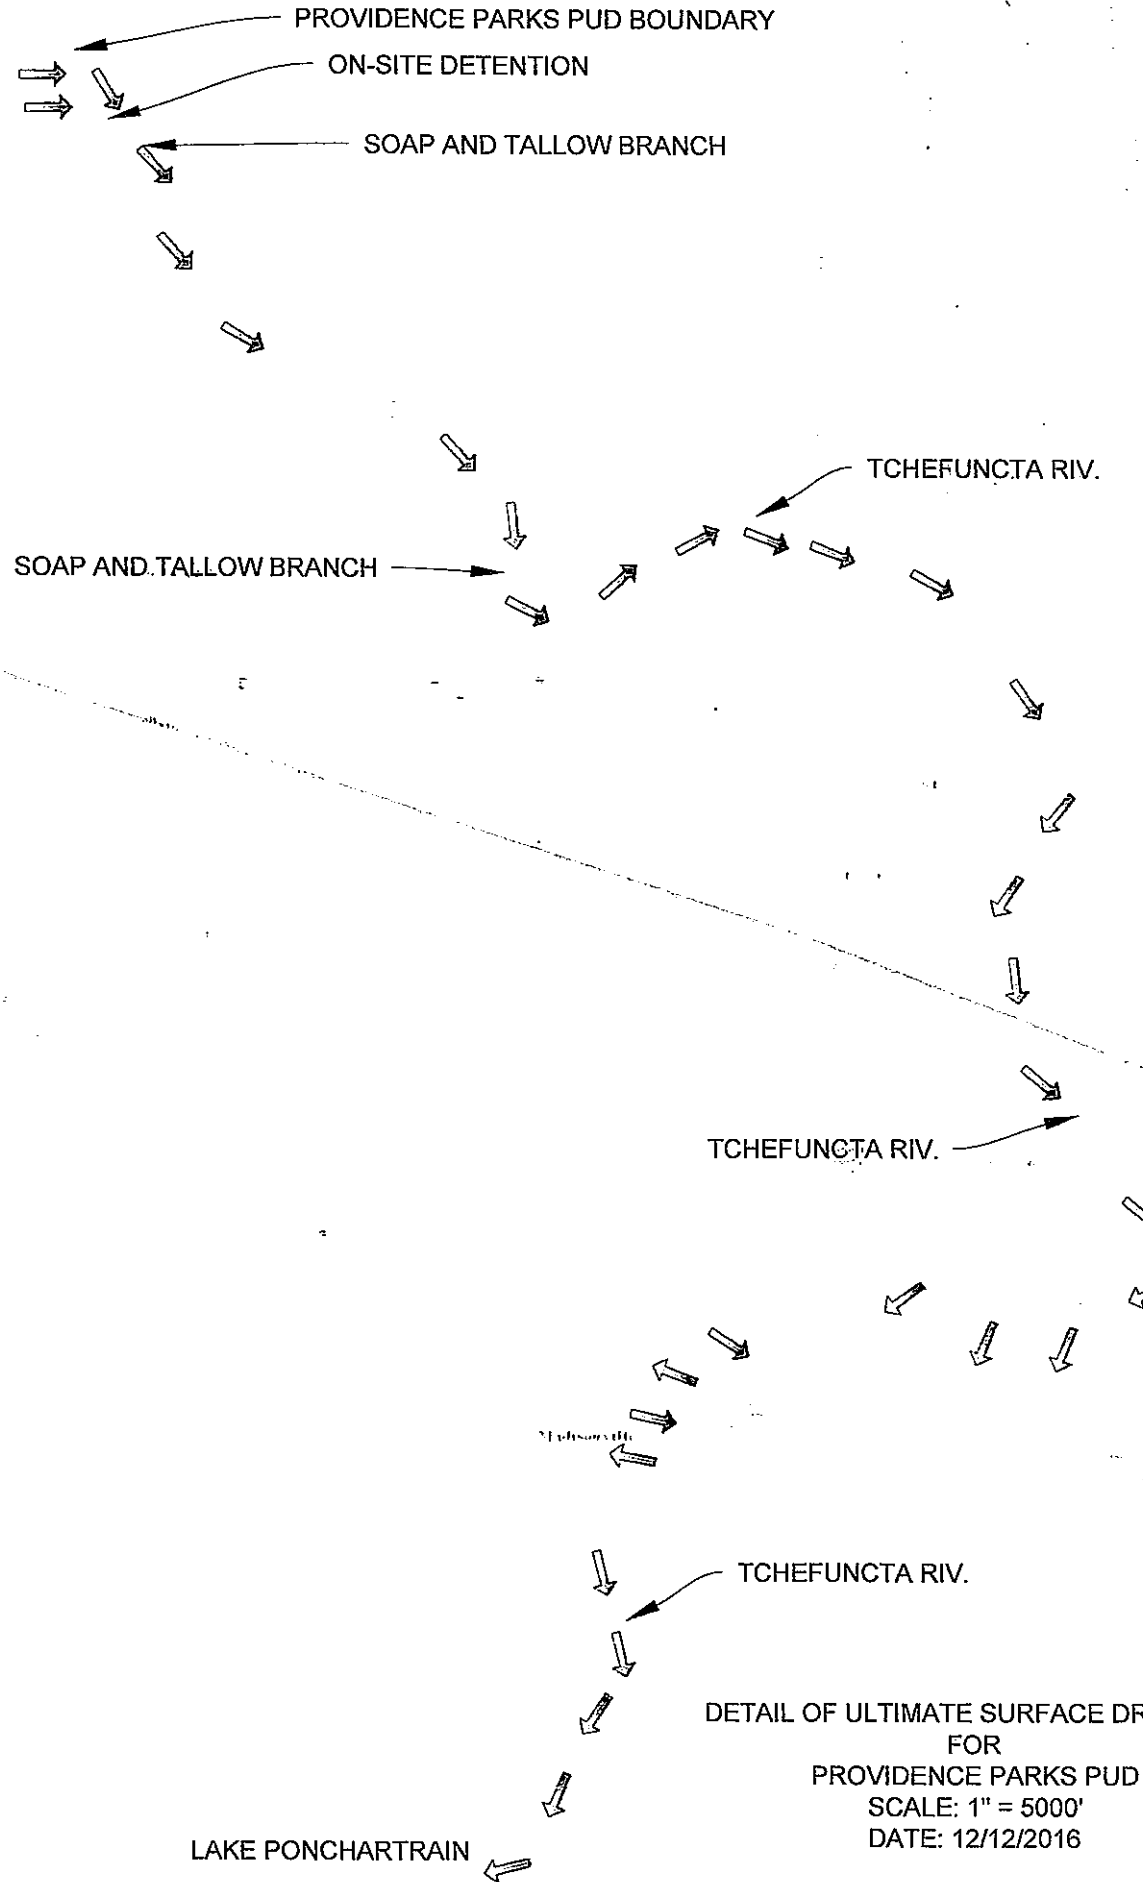 PROVIDENCE PARKS PUD BOUNDARY
ON-SITE DETENTION
SOAP AND TALLOW BRANCH
TCHEFUNCTA RIV.
SOAP AND TALLOW BRANCH
TCHEFUNCTA RIV.
TCHEFUNCTA RIV.
DETAIL OF ULTIMATE SURFACE DR
FOR
PROVIDENCE PARKS PUD
SCALE: 1" = 5000'
DATE: 12/12/2016
LAKE PONCHARTRAIN